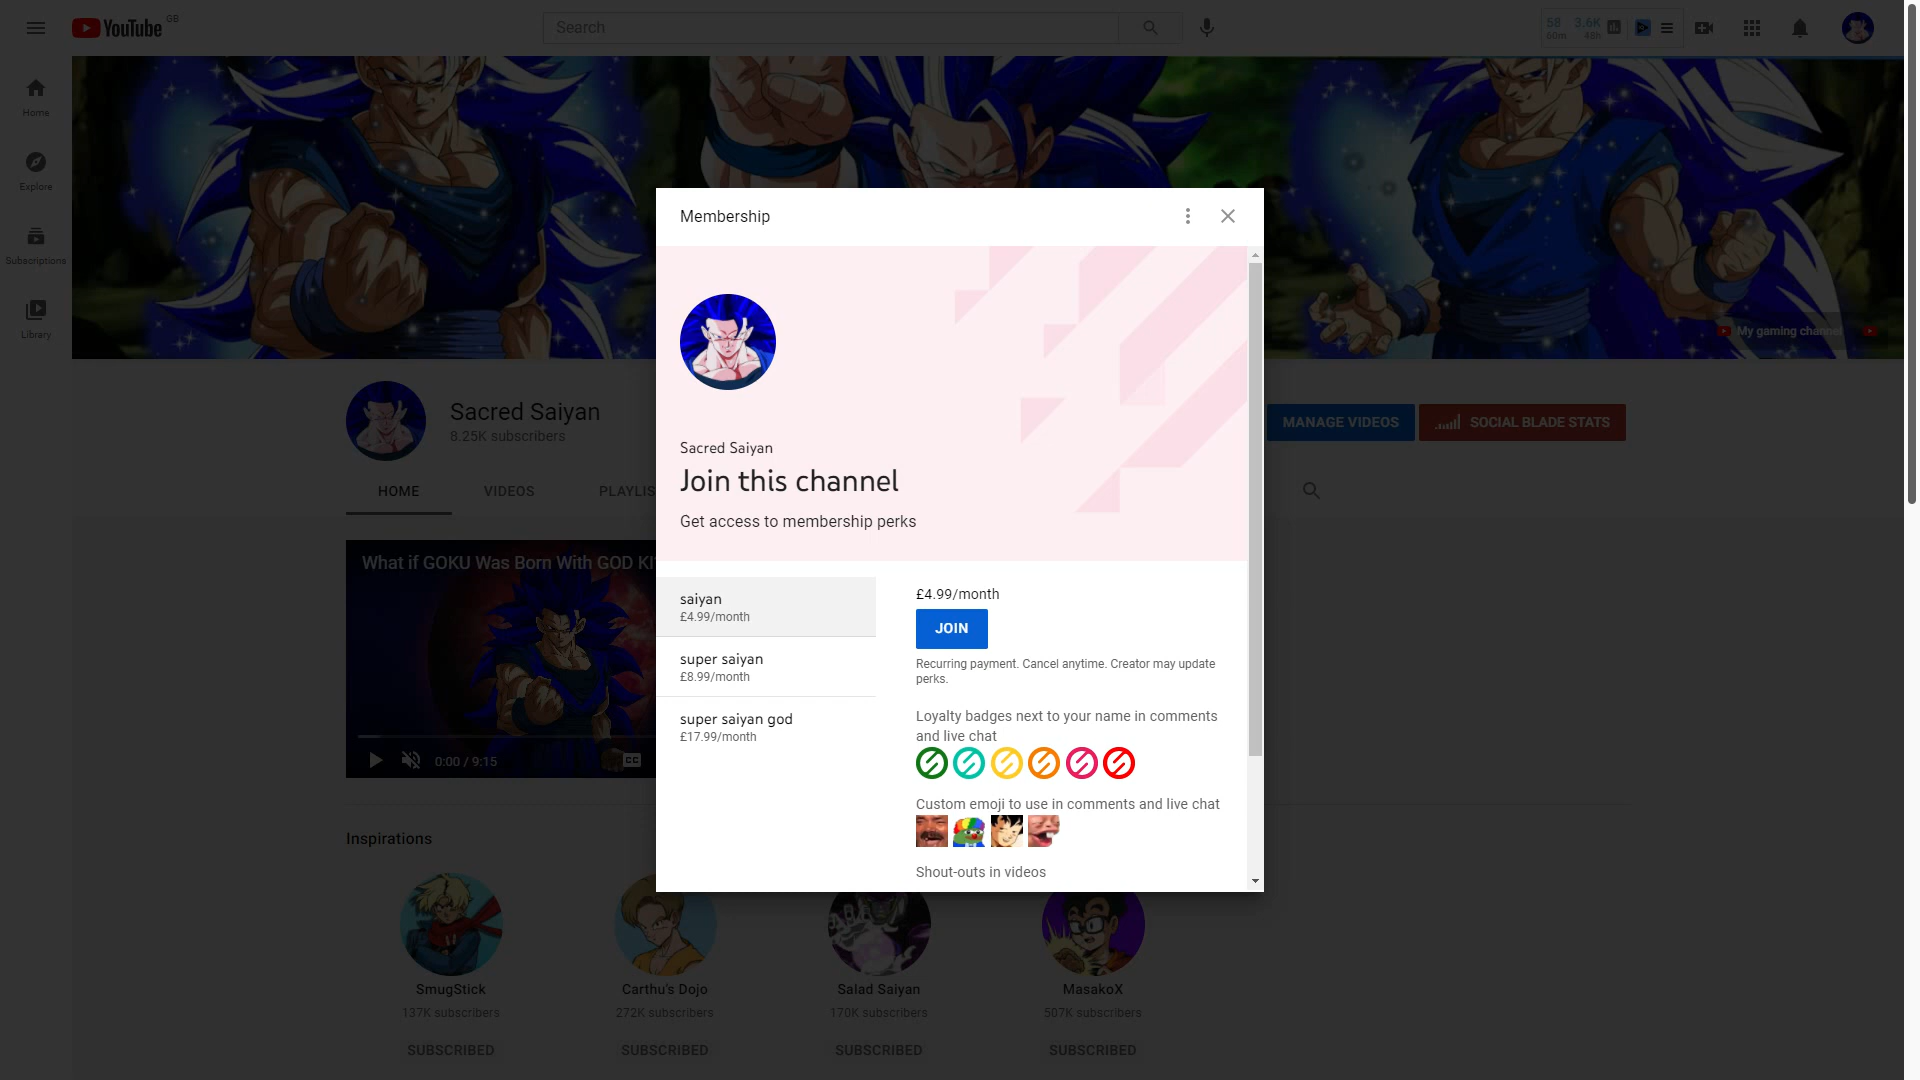 YouTube GB
Search
58 3.6K
60m 48h
Home
Explore
Subscriptions
Library
My gaming channel
Sacred Saiyan
8.25K subscribers
MANAGE VIDEOS
SOCIAL BLADE STATS
HOME VIDEOS PLAYLIS
What if GOKU Was Born With GOD KI
0:00 / 9:15
CC
Membership
Sacred Saiyan
Join this channel
Get access to membership perks
saiyan
£4.99/month
super saiyan
£8.99/month
super saiyan god
£17.99/month
£4.99/month
JOIN
Recurring payment. Cancel anytime. Creator may update
perks.
Loyalty badges next to your name in comments
and live chat
Custom emoji to use in comments and live chat
Shout-outs in videos
Inspirations
SmugStick
137K subscribers
SUBSCRIBED
Carthu's Dojo
272K subscribers
SUBSCRIBED
Salad Saiyan
170K subscribers
SUBSCRIBED
MasakoX
507K subscribers
SUBSCRIBED